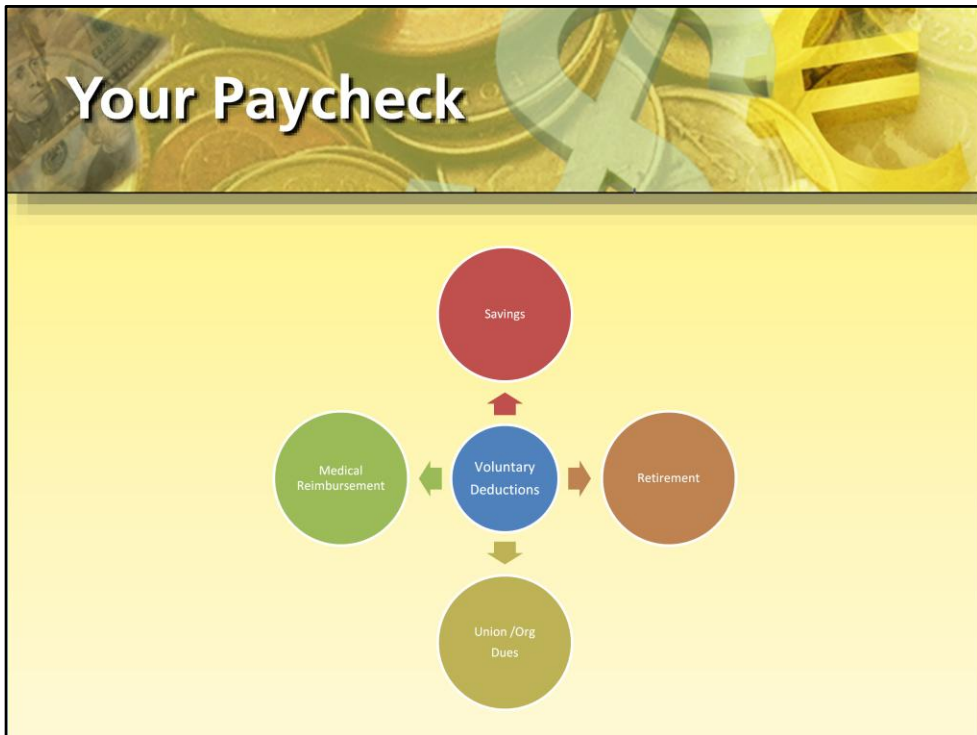 Your Paycheck
Savings
Medical
Reimbursement
Voluntary
Deductions
Retirement
Union /Org
Dues